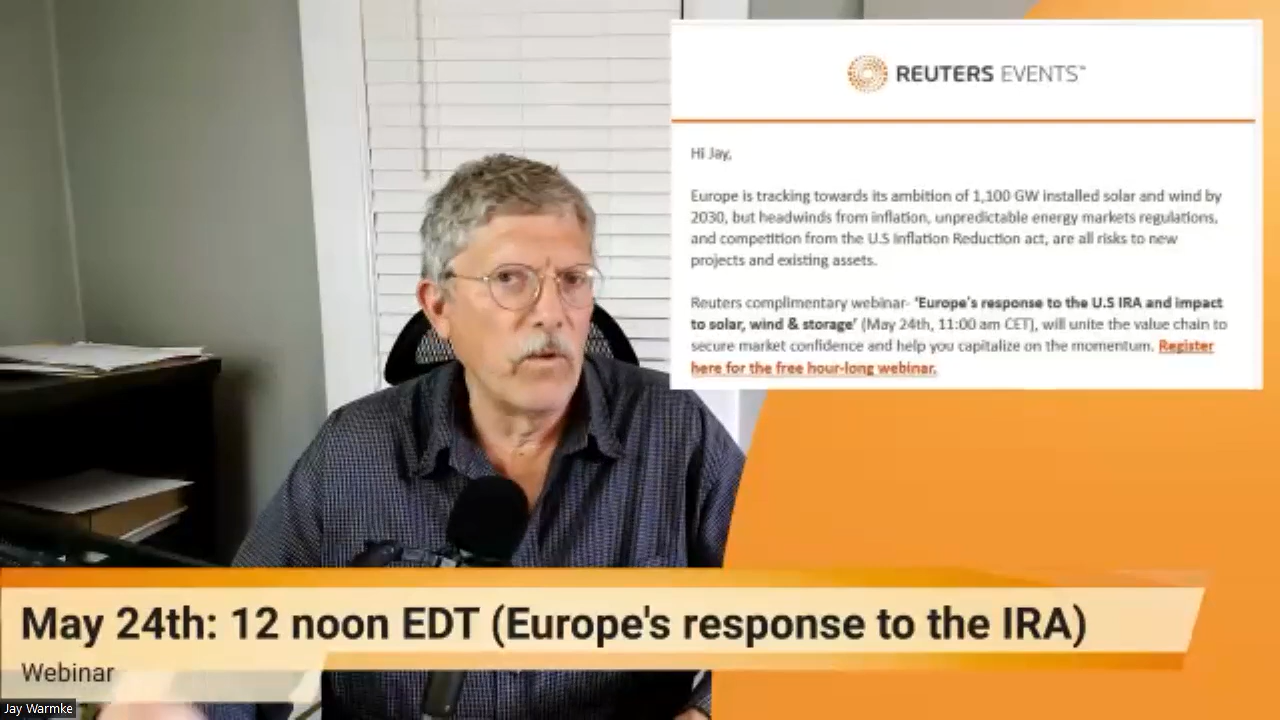 REUTERS EVENTS™
Hi Jay,
Europe is tracking towards its ambition of 1,100 GW installed solar and wind by
2030, but headwinds from inflation, unpredictable energy markets regulations,
and competition from the U.S Inflation Reduction act, are all risks to new
projects and existing assets.
Reuters complimentary webinar- 'Europe's response to the U.S IRA and impact
to solar, wind & storage' (May 24th, 11:00 am CET), will unite the value chain to
secure market confidence and help you capitalize on the momentum. Register
here for the free hour-long webinar.
May 24th: 12 noon EDT (Europe's response to the IRA)
Webinar
Jay Warmke